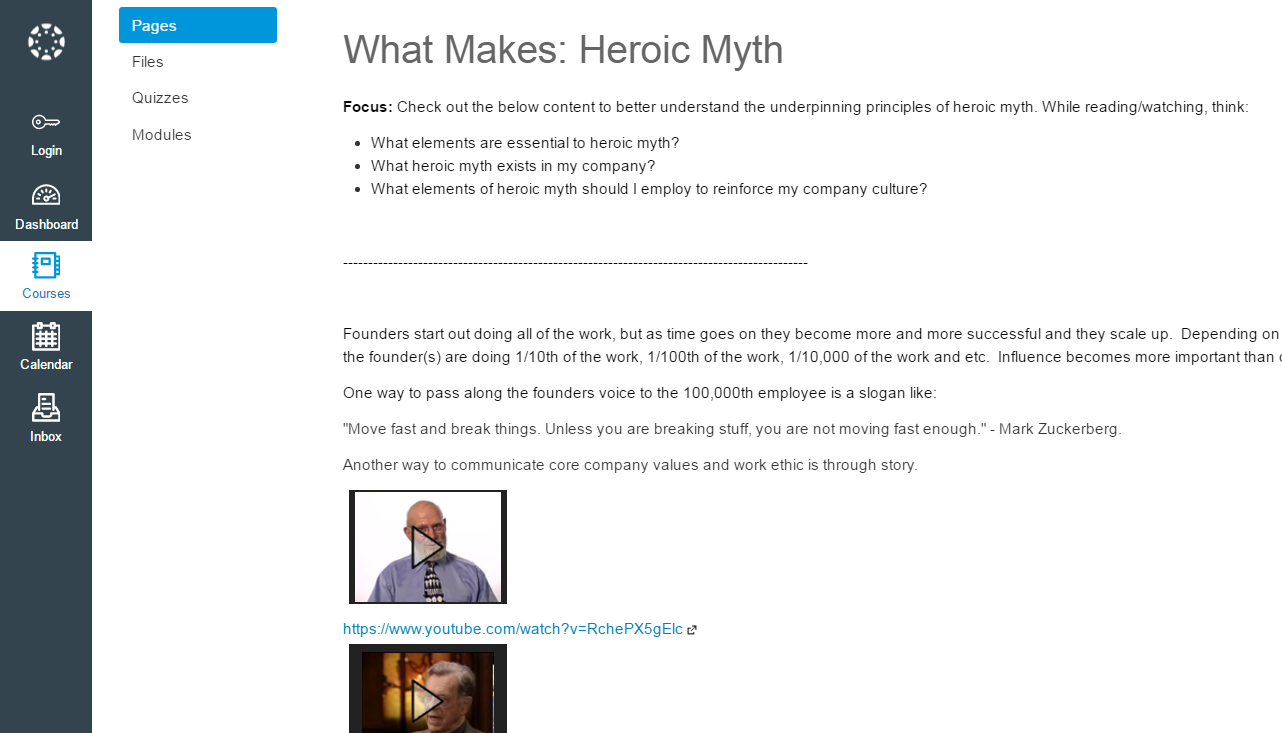 Login
Dashboard
Courses
Calendar
Inbox
Pages
Files
Quizzes
Modules
What Makes: Heroic Myth
Focus: Check out the below content to better understand the underpinning principles of heroic myth. While reading/watching, think:
What elements are essential to heroic myth?
What heroic myth exists in my company?
What elements of heroic myth should I employ to reinforce my company culture?
---------------------------------------------------------------------------------------------
Founders start out doing all of the work, but as time goes on they become more and more successful and they scale up.  Depending on
the founder(s) are doing 1/10th of the work, 1/100th of the work, 1/10,000 of the work and etc.  Influence becomes more important than
One way to pass along the founders voice to the 100,000th employee is a slogan like:
"Move fast and break things. Unless you are breaking stuff, you are not moving fast enough." - Mark Zuckerberg.
Another way to communicate core company values and work ethic is through story.
https://www.youtube.com/watch?v=RchePX5gElc